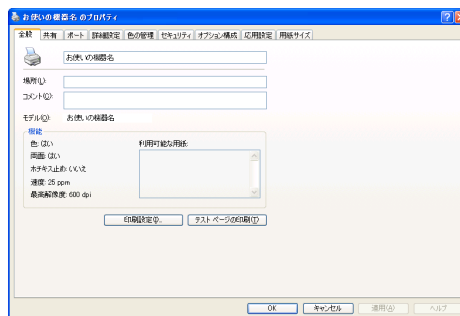 お使いの機器名 のプロパティ
全般 共有 ポート 詳細設定 色の管理 セキュリティ オプション構成 応用設定 用紙サイズ
お使いの機器名
場所(L):
コメント(C):
モデル(O): お使いの機器名
機能
色: はい 利用可能な用紙:
両面: はい
ホチキス止め: いいえ
速度: 25 ppm
最高解像度: 600 dpi
印刷設定(I)... テスト ページの印刷(T)
OK キャンセル 適用(A) ヘルプ